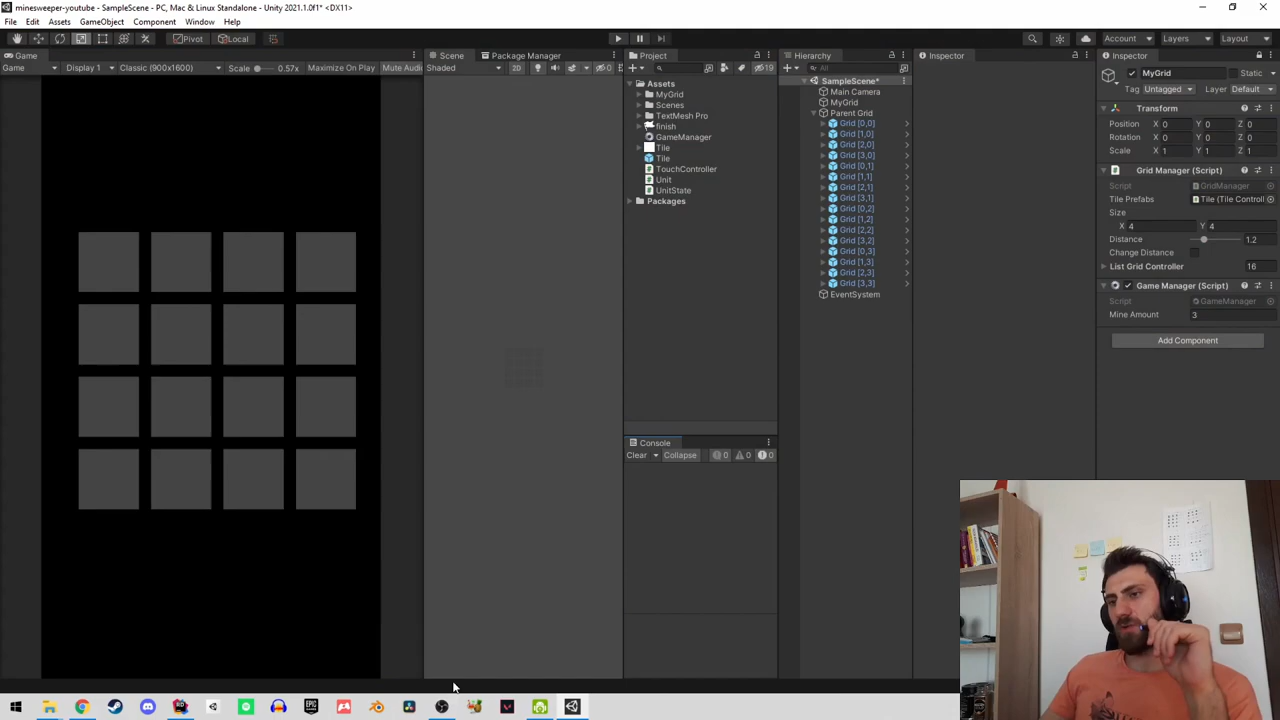 minesweeper-youtube - SampleScene - PC, Mac & Linux Standalone - Unity 2021.1.0f1* <DX11>
File Edit Assets GameObject Component Window Help
Pivot Local Account Layers Layout
Game
Game Display 1 Classic (900x1600) Scale 0.57x Maximize On Play Mute Audi
Scene Package Manager
Shaded 2D 0
Project
19
Assets
MyGrid
Scenes
TextMesh Pro
finish
GameManager
Tile
Tile
TouchController
Unit
UnitState
Packages
Console
Clear Collapse 0 0 0
Hierarchy
All
SampleScene*
Main Camera
MyGrid
Parent Grid
Grid [0,0]
Grid [1,0]
Grid [2,0]
Grid [3,0]
Grid [0,1]
Grid [1,1]
Grid [2,1]
Grid [3,1]
Grid [0,2]
Grid [1,2]
Grid [2,2]
Grid [3,2]
Grid [0,3]
Grid [1,3]
Grid [2,3]
Grid [3,3]
EventSystem
Inspector
Inspector
MyGrid Static
Tag Untagged Layer Default
Transform
Position X 0 Y 0 Z 0
Rotation X 0 Y 0 Z 0
Scale X 1 Y 1 Z 1
Grid Manager (Script)
Script GridManager
Tile Prefabs Tile (Tile Controll
Size
X 4 Y 4
Distance 1.2
Change Distance
List Grid Controller 16
Game Manager (Script)
Script GameManager
Mine Amount 3
Add Component
EPIC